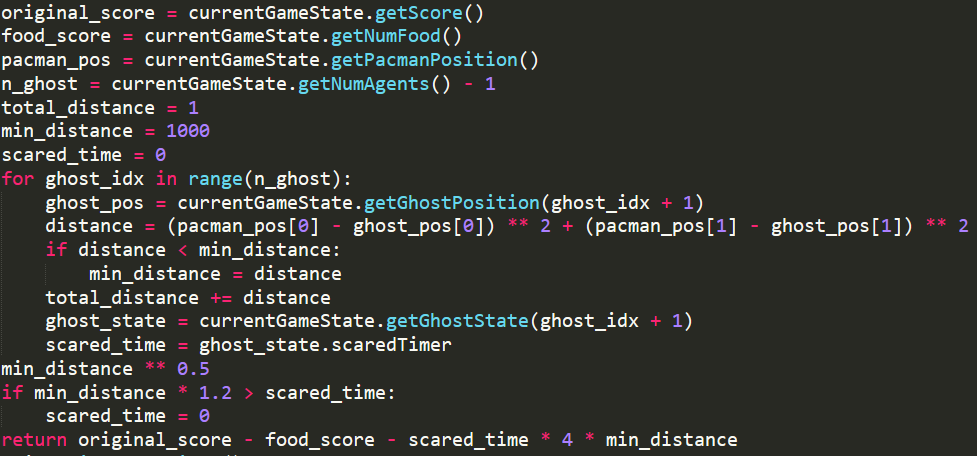 original_score = currentGameState.getScore()
food_score = currentGameState.getNumFood()
pacman_pos = currentGameState.getPacmanPosition()
n_ghost = currentGameState.getNumAgents() - 1
total_distance = 1
min_distance = 1000
scared_time = 0
for ghost_idx in range(n_ghost):
    ghost_pos = currentGameState.getGhostPosition(ghost_idx + 1)
    distance = (pacman_pos[0] - ghost_pos[0]) ** 2 + (pacman_pos[1] - ghost_pos[1]) ** 2
    if distance < min_distance:
        min_distance = distance
    total_distance += distance
    ghost_state = currentGameState.getGhostState(ghost_idx + 1)
    scared_time = ghost_state.scaredTimer
min_distance ** 0.5
if min_distance * 1.2 > scared_time:
    scared_time = 0
return original_score - food_score - scared_time * 4 * min_distance